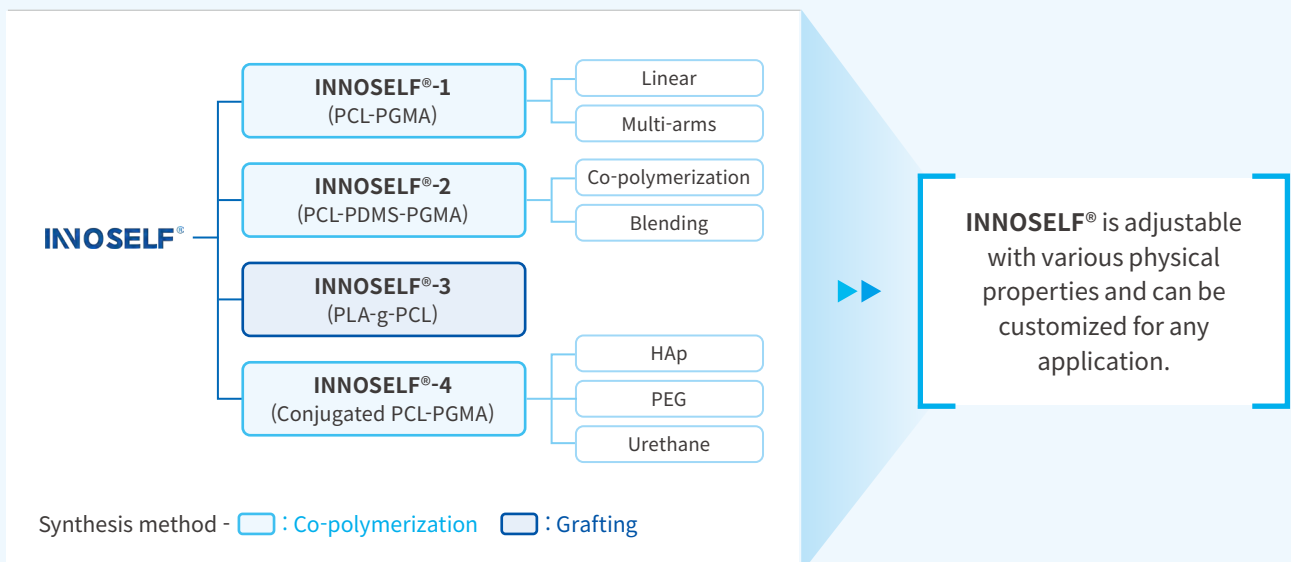 INNOSELF®
INNOSELF®-1
(PCL-PGMA)
Linear
Multi-arms
INNOSELF®-2
(PCL-PDMS-PGMA)
Co-polymerization
Blending
INNOSELF®-3
(PLA-g-PCL)
INNOSELF®-4
(Conjugated PCL-PGMA)
HAp
PEG
Urethane
Synthesis method - : Co-polymerization : Grafting
INNOSELF® is adjustable
with various physical
properties and can be
customized for any
application.